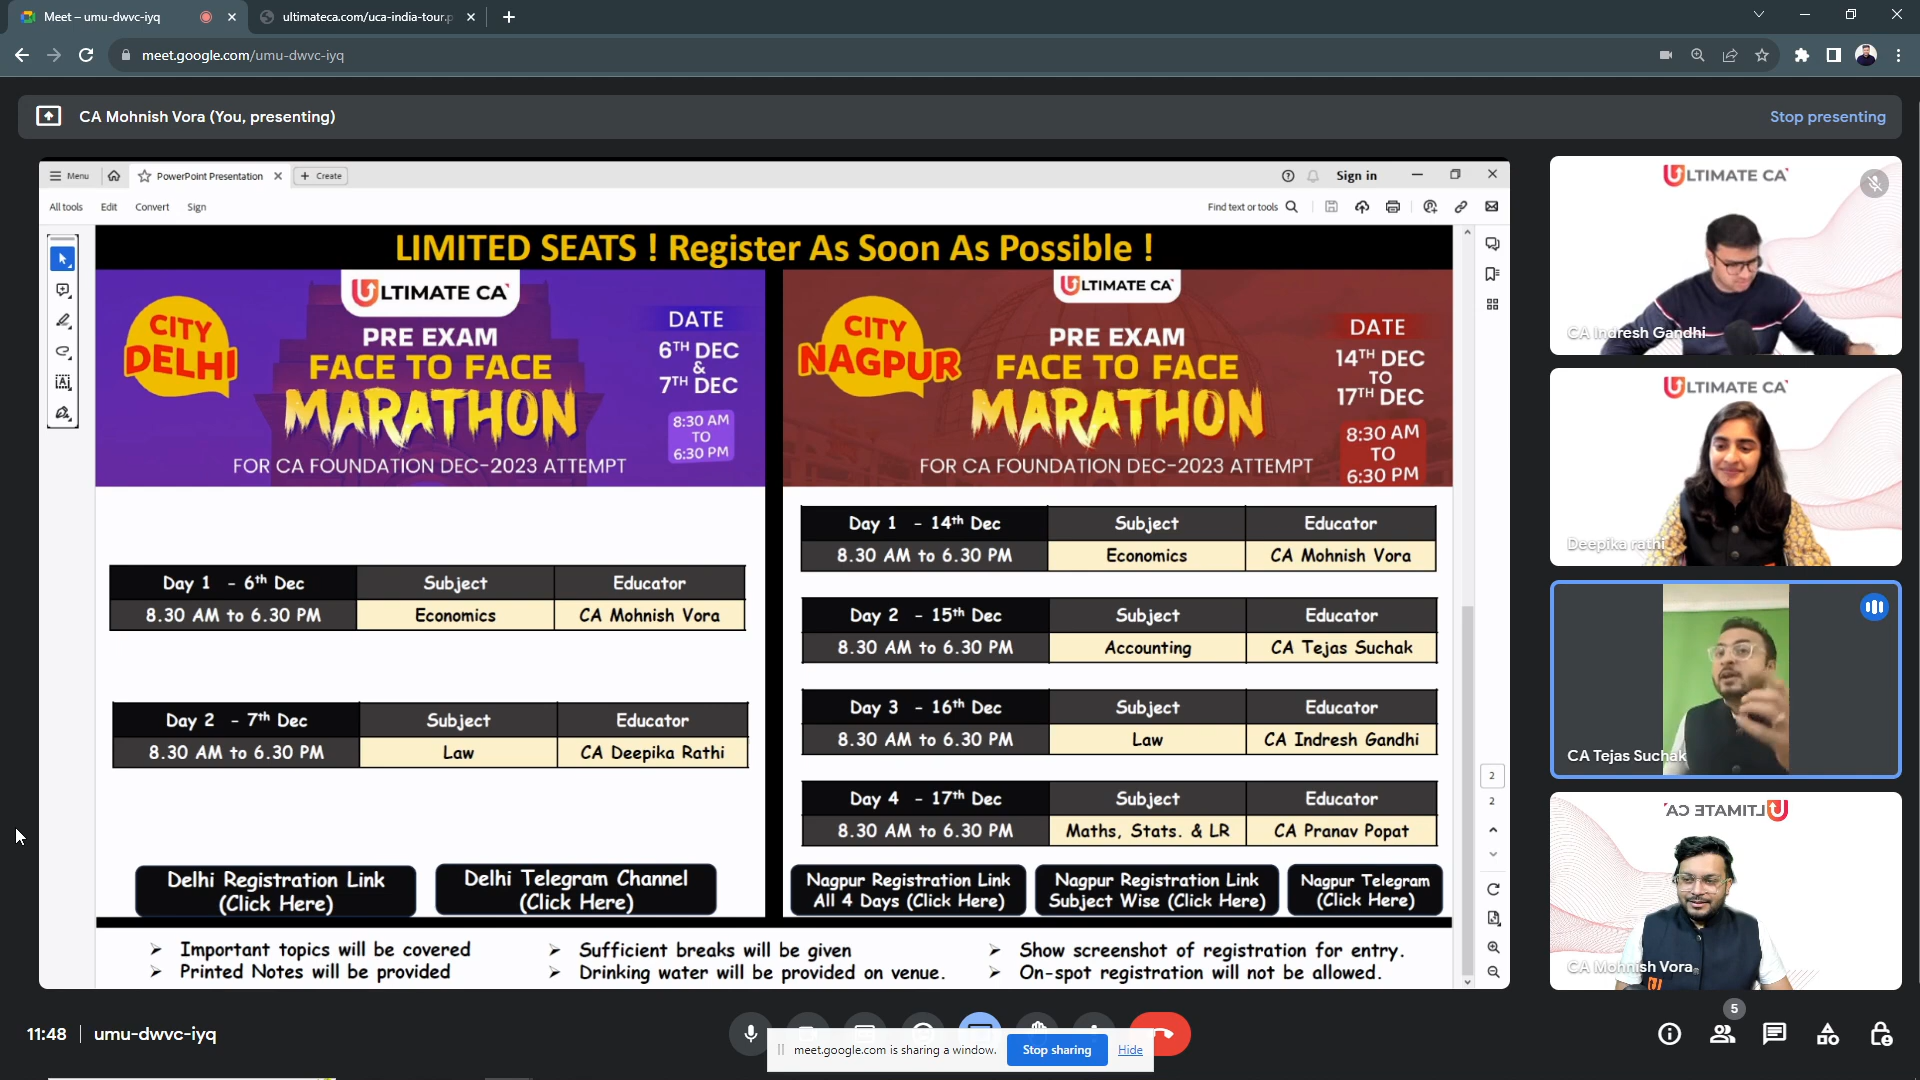 Meet – umu-dwvc-iyq
ultimateca.com/uca-india-tour.p
meet.google.com/umu-dwvc-iyq
CA Mohnish Vora (You, presenting)
Stop presenting
Menu
PowerPoint Presentation
Create
Sign in
All tools
Edit
Convert
Sign
Find text or tools
LIMITED SEATS ! Register As Soon As Possible !
CITY
DELHI
ULTIMATE CA
PRE EXAM
FACE TO FACE
MARATHON
FOR CA FOUNDATION DEC-2023 ATTEMPT
DATE
6TH DEC
&
7TH DEC
8:30 AM
TO
6:30 PM
Day 1 - 6th Dec Subject Educator
8.30 AM to 6.30 PM Economics CA Mohnish Vora
Day 2 - 7th Dec Subject Educator
8.30 AM to 6.30 PM Law CA Deepika Rathi
Delhi Registration Link
(Click Here)
Delhi Telegram Channel
(Click Here)
CITY
NAGPUR
ULTIMATE CA
PRE EXAM
FACE TO FACE
MARATHON
FOR CA FOUNDATION DEC-2023 ATTEMPT
DATE
14TH DEC
TO
17TH DEC
8:30 AM
TO
6:30 PM
Day 1 - 14th Dec Subject Educator
8.30 AM to 6.30 PM Economics CA Mohnish Vora
Day 2 - 15th Dec Subject Educator
8.30 AM to 6.30 PM Accounting CA Tejas Suchak
Day 3 - 16th Dec Subject Educator
8.30 AM to 6.30 PM Law CA Indresh Gandhi
Day 4 - 17th Dec Subject Educator
8.30 AM to 6.30 PM Maths, Stats. & LR CA Pranav Popat
Nagpur Registration Link
All 4 Days (Click Here)
Nagpur Registration Link
Subject Wise (Click Here)
Nagpur Telegram
(Click Here)
➢ Important topics will be covered
➢ Printed Notes will be provided
➢ Sufficient breaks will be given
➢ Drinking water will be provided on venue.
➢ Show screenshot of registration for entry.
➢ On-spot registration will not be allowed.
2
2
ULTIMATE CA
CA Indresh Gandhi
ULTIMATE CA
Deepika rathi
CA Tejas Suchak
ULTIMATE CA
CA Mohnish Vora
11:48
umu-dwvc-iyq
meet.google.com is sharing a window.
Stop sharing
Hide
5